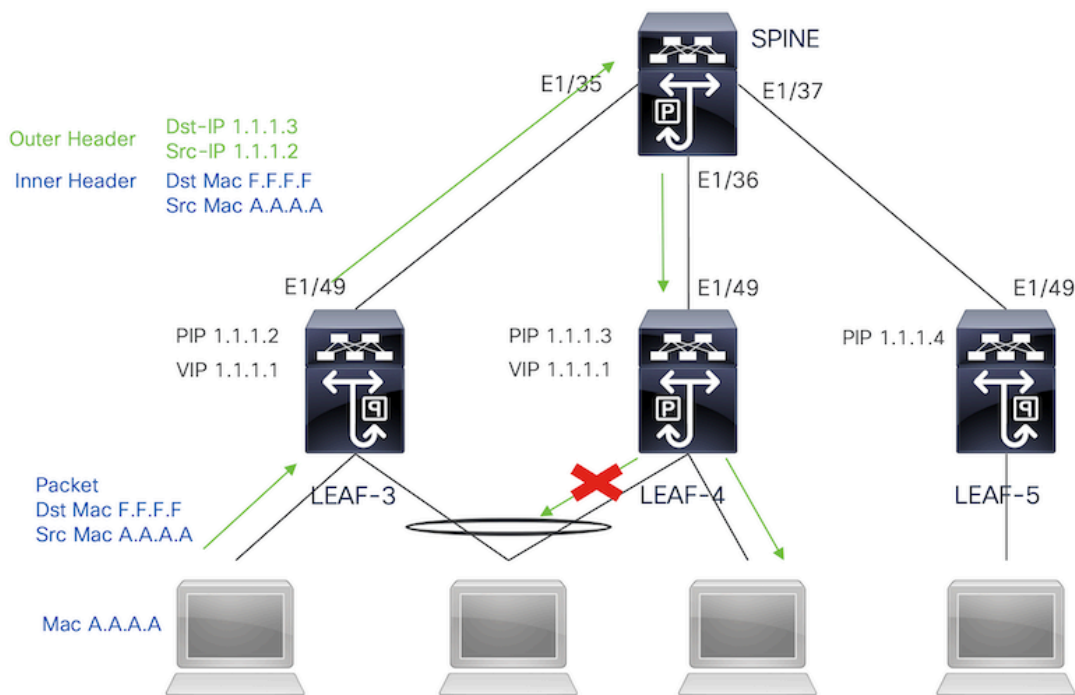 SPINE
E1/35
E1/37
Outer Header
Dst-IP 1.1.1.3
Src-IP 1.1.1.2
Inner Header
Dst Mac F.F.F.F
Src Mac A.A.A.A
P
E1/36
E1/49
E1/49
E1/49
PIP 1.1.1.2
VIP 1.1.1.1
PIP 1.1.1.3
VIP 1.1.1.1
PIP 1.1.1.4
P
P
P
Packet
Dst Mac F.F.F.F
Src Mac A.A.A.A
LEAF-3
LEAF-4
LEAF-5
Mac A.A.A.A